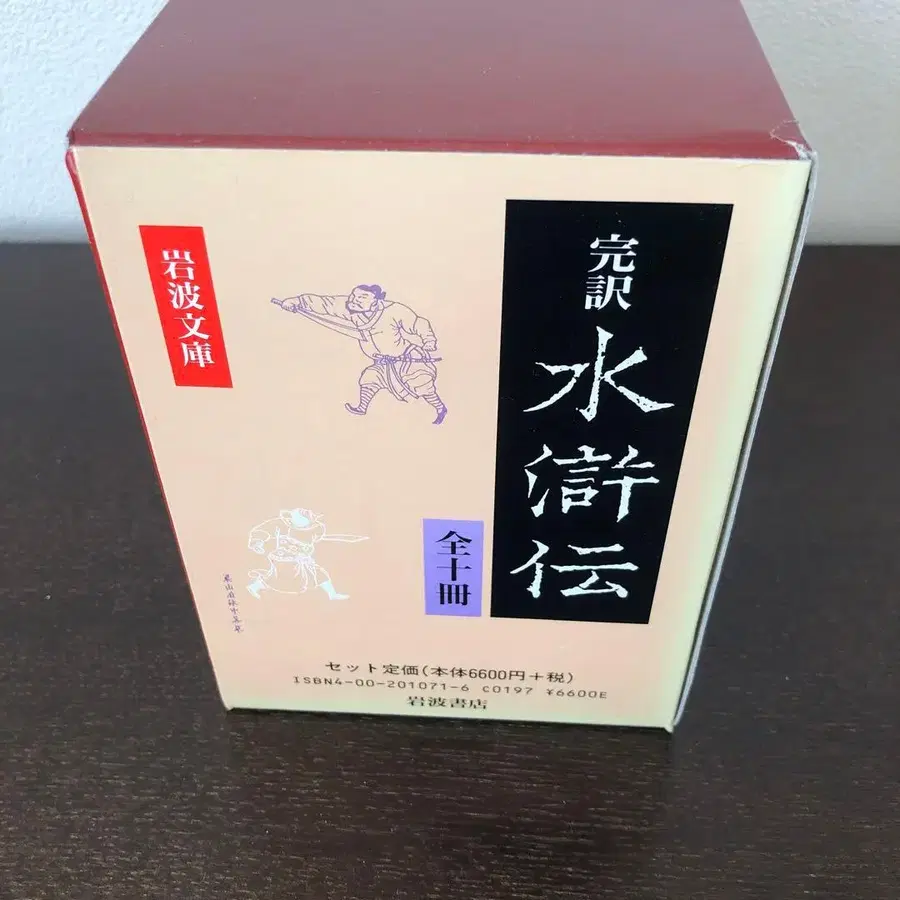 完訳
水滸伝
岩波文庫
全十冊
セット定価(本体6600円+税)
ISBN4-00-201071-6 C0197 ¥6600E
岩波書店